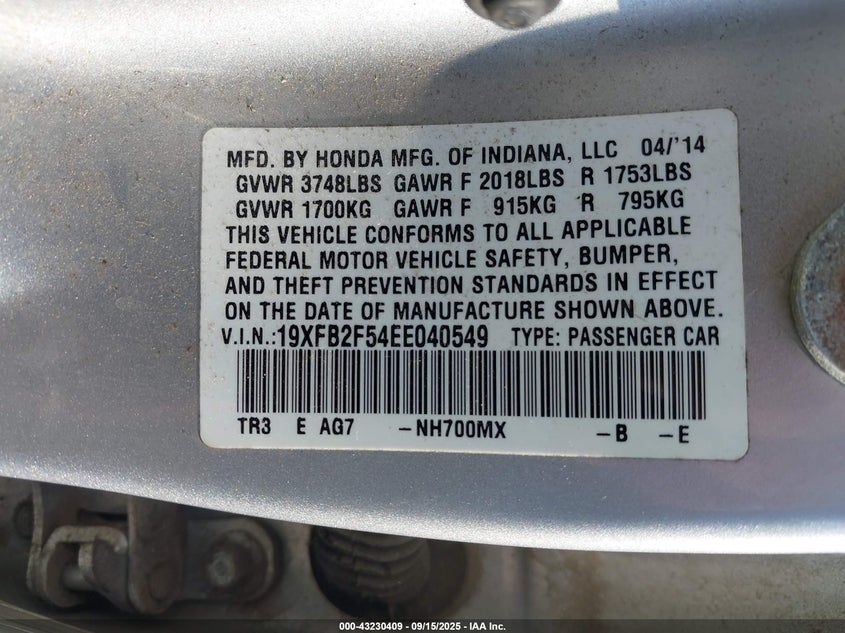 MFD. BY HONDA MFG. OF INDIANA, LLC 04/'14
GVWR 3748LBS GAWR F 2018LBS R 1753LBS
GVWR 1700KG GAWR F 915KG R 795KG
THIS VEHICLE CONFORMS TO ALL APPLICABLE
FEDERAL MOTOR VEHICLE SAFETY, BUMPER,
AND THEFT PREVENTION STANDARDS IN EFFECT
ON THE DATE OF MANUFACTURE SHOWN ABOVE.
V.I.N.:19XFB2F54EE040549 TYPE: PASSENGER CAR
TR3 E AG7 -NH700MX -B -E
000-43230409 - 09/15/2025 - IAA Inc.